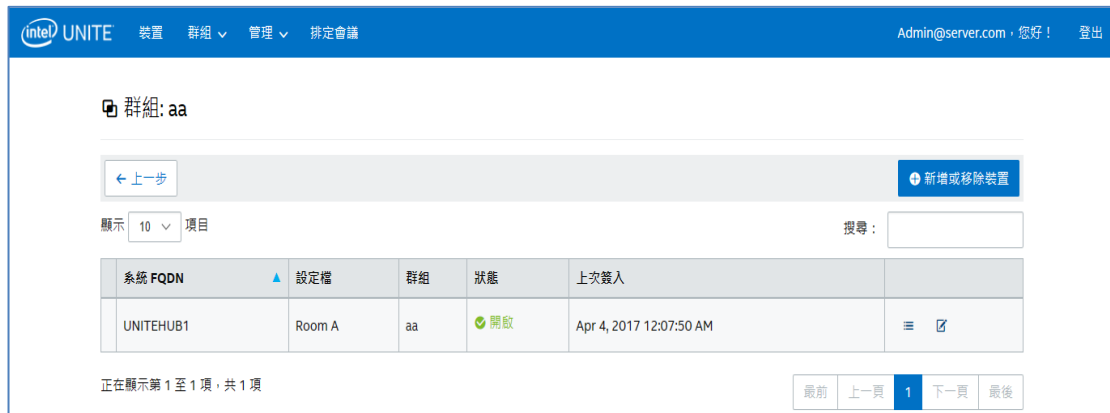 intel UNITE 裝置 群組 管理 排定會議 Admin@server.com，您好！ 登出
群組: aa
上一步 新增或移除裝置
顯示 10 項目 搜尋：
系統 FQDN 設定檔 群組 狀態 上次簽入
UNITEHUB1 Room A aa 開啟 Apr 4, 2017 12:07:50 AM
正在顯示第 1 至 1 項，共 1 項 最前 上一頁 1 下一頁 最後